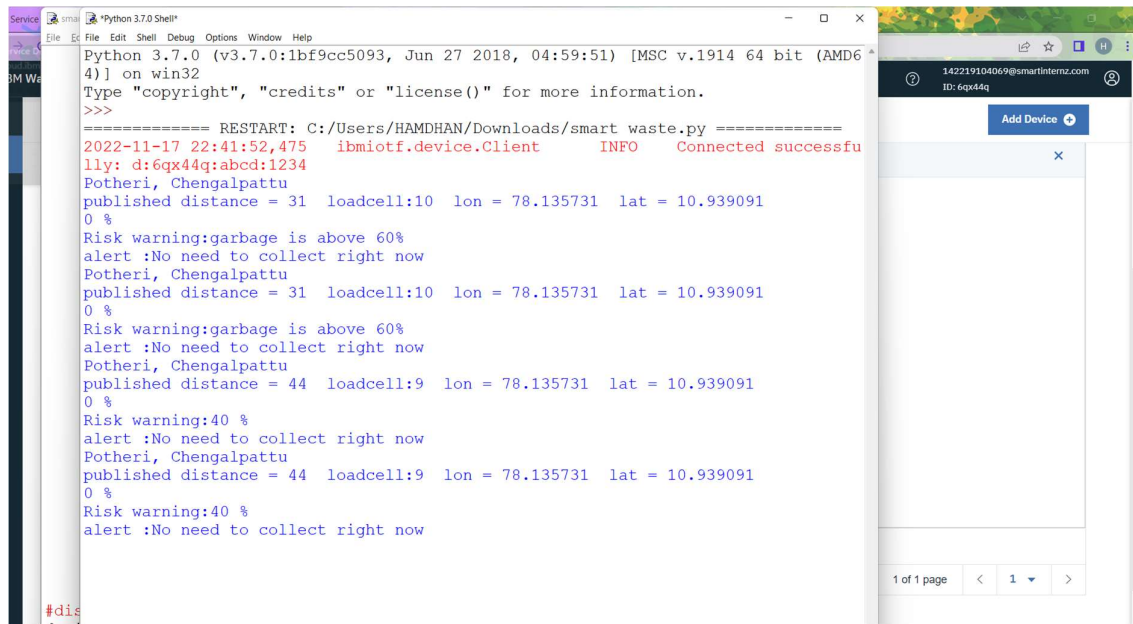 Service
sma
*Python 3.7.0 Shell*
File Ed
File Edit Shell Debug Options Window Help
Python 3.7.0 (v3.7.0:1bf9cc5093, Jun 27 2018, 04:59:51) [MSC v.1914 64 bit (AMD6
4)] on win32
Type "copyright", "credits" or "license()" for more information.
>>>
============= RESTART: C:/Users/HAMDHAN/Downloads/smart waste.py =============
2022-11-17 22:41:52,475 ibmiotf.device.Client INFO Connected successfu
lly: d:6qx44q:abcd:1234
Potheri, Chengalpattu
published distance = 31 loadcell:10 lon = 78.135731 lat = 10.939091
0 %
Risk warning:garbage is above 60%
alert :No need to collect right now
Potheri, Chengalpattu
published distance = 31 loadcell:10 lon = 78.135731 lat = 10.939091
0 %
Risk warning:garbage is above 60%
alert :No need to collect right now
Potheri, Chengalpattu
published distance = 44 loadcell:9 lon = 78.135731 lat = 10.939091
0 %
Risk warning:40 %
alert :No need to collect right now
Potheri, Chengalpattu
published distance = 44 loadcell:9 lon = 78.135731 lat = 10.939091
0 %
Risk warning:40 %
alert :No need to collect right now
#dis
H
BM Wa
142219104069@smartinternz.com
ID: 6qx44q
Add Device
1 of 1 page
1